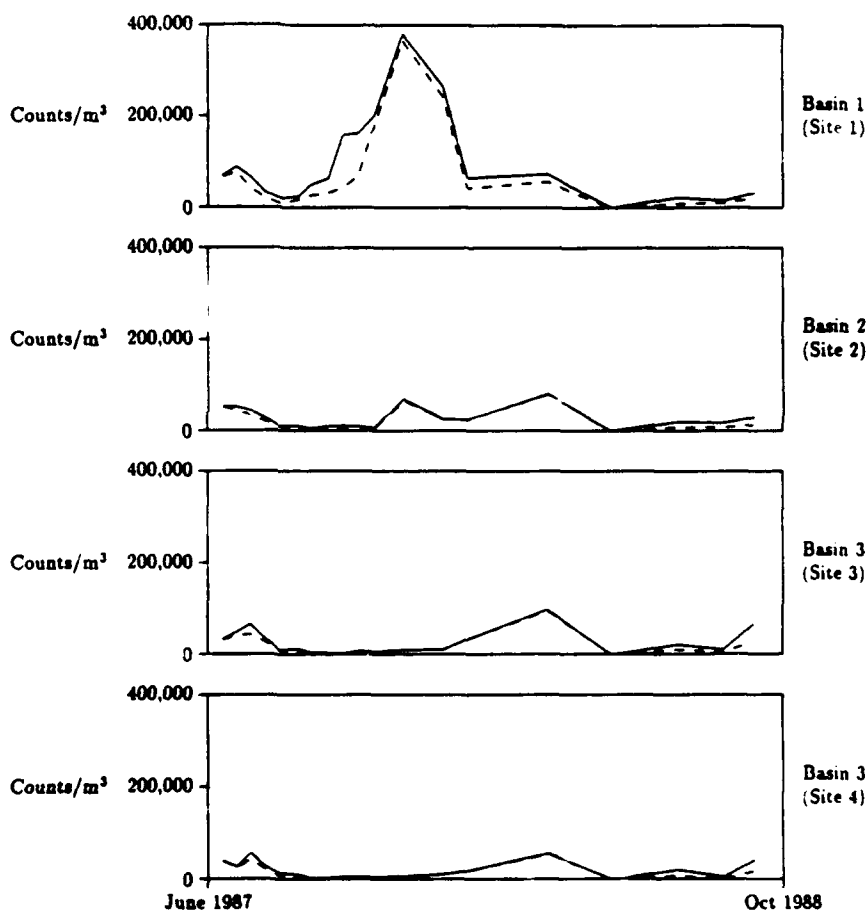 400,000
Counts/m³ 200,000 Basin 1
(Site 1)
0
400,000
Counts/m³ 200,000 Basin 2
(Site 2)
0
400,000
Counts/m³ 200,000 Basin 3
(Site 3)
0
400,000
Counts/m³ 200,000 Basin 3
(Site 4)
0
June 1987 Oct 1988